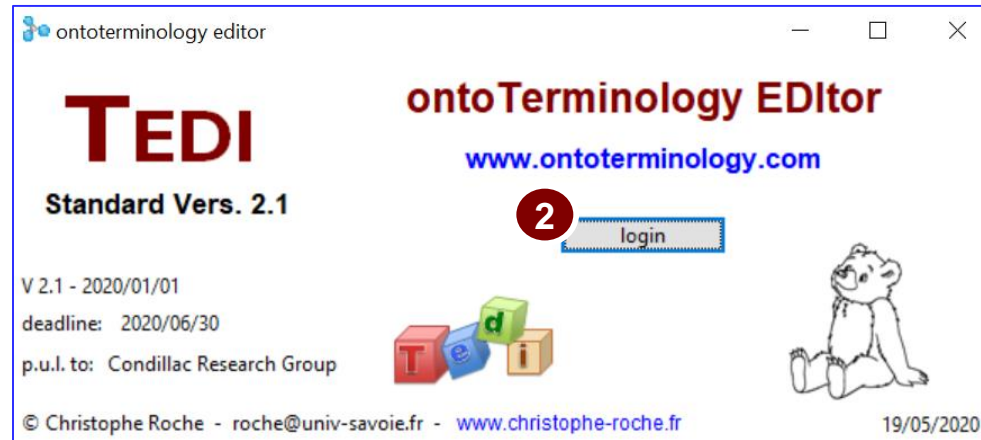 ontoterminology editor
TEDI
ontoTerminology EDItor
www.ontoterminology.com
Standard Vers. 2.1
2
login
V 2.1 - 2020/01/01
deadline: 2020/06/30
p.u.l. to: Condillac Research Group
T e d i
© Christophe Roche - roche@univ-savoie.fr - www.christophe-roche.fr
19/05/2020